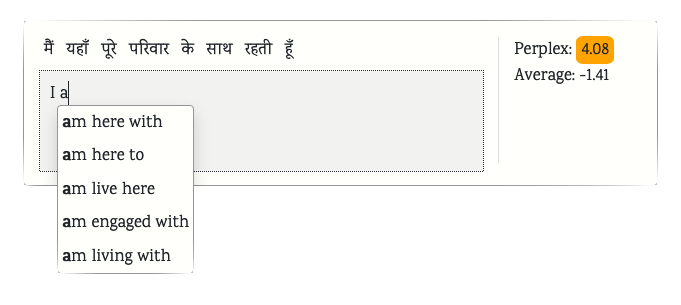 मैं यहाँ पूरे परिवार के साथ रहती हूँ
I a
am here with
am here to
am live here
am engaged with
am living with
Perplex: 4.08
Average: -1.41